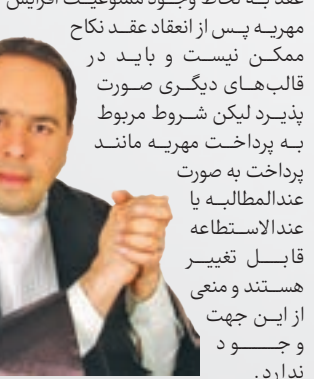 عقد به لحاظ وجود ممنوعیت افزایش
مهریه پس از انعقاد عقد نکاح
ممکن نیست و باید در
قالب‌های دیگری صورت
پذیرد لیکن شروط مربوط
به پرداخت مهریه مانند
پرداخت به صورت
عندالمطالبه یا
عندالاستطاعه
قابل تغییر
هستند و منعی
از این جهت
وجود
ندارد.